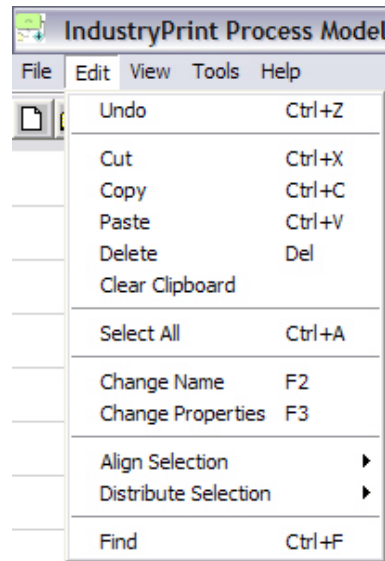 IndustryPrint Process Model
File Edit View Tools Help
Undo Ctrl+Z
Cut Ctrl+X
Copy Ctrl+C
Paste Ctrl+V
Delete Del
Clear Clipboard
Select All Ctrl+A
Change Name F2
Change Properties F3
Align Selection
Distribute Selection
Find Ctrl+F